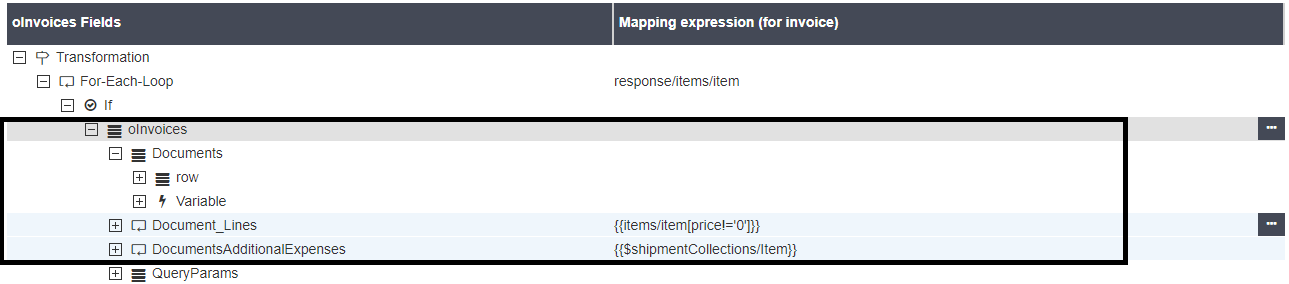 oInvoices Fields Mapping expression (for invoice)
Transformation
For-Each-Loop response/items/item
If
oInvoices
Documents
row
Variable
Document_Lines {{items/item[price!='0']}}
DocumentsAdditionalExpenses {{$shipmentCollections/Item}}
QueryParams